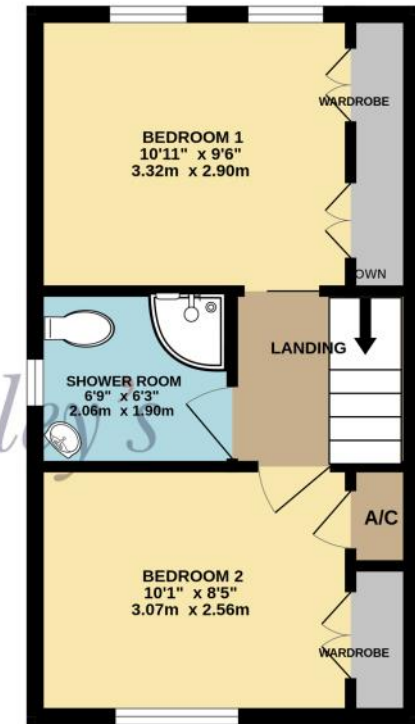 WARDROBE
BEDROOM 1
10'11" x 9'6"
3.32m x 2.90m
OWN
LANDING
SHOWER ROOM
6'9" x 6'3"
2.06m x 1.90m
ley's
A/C
BEDROOM 2
10'1" x 8'5"
3.07m x 2.56m
WARDROBE